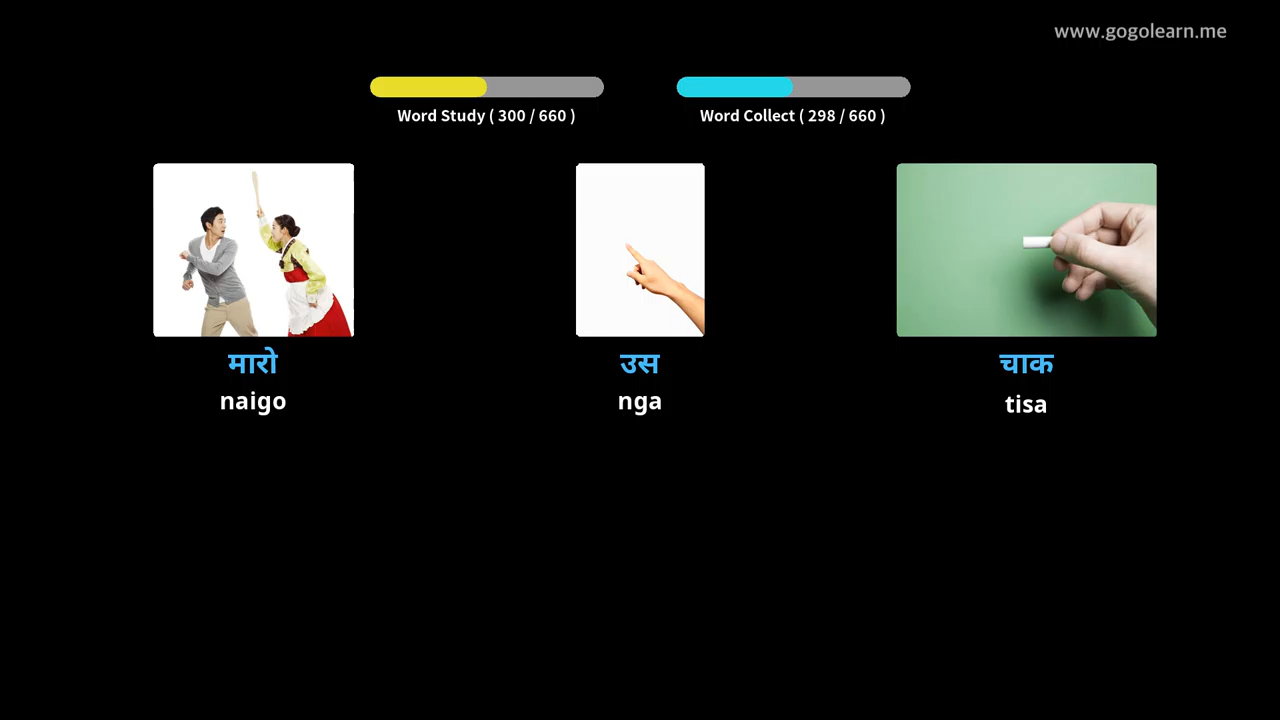 www.gogolearn.me
Word Study ( 300 / 660 )
Word Collect ( 298 / 660 )
मारो
उस
चाक
naigo
nga
tisa